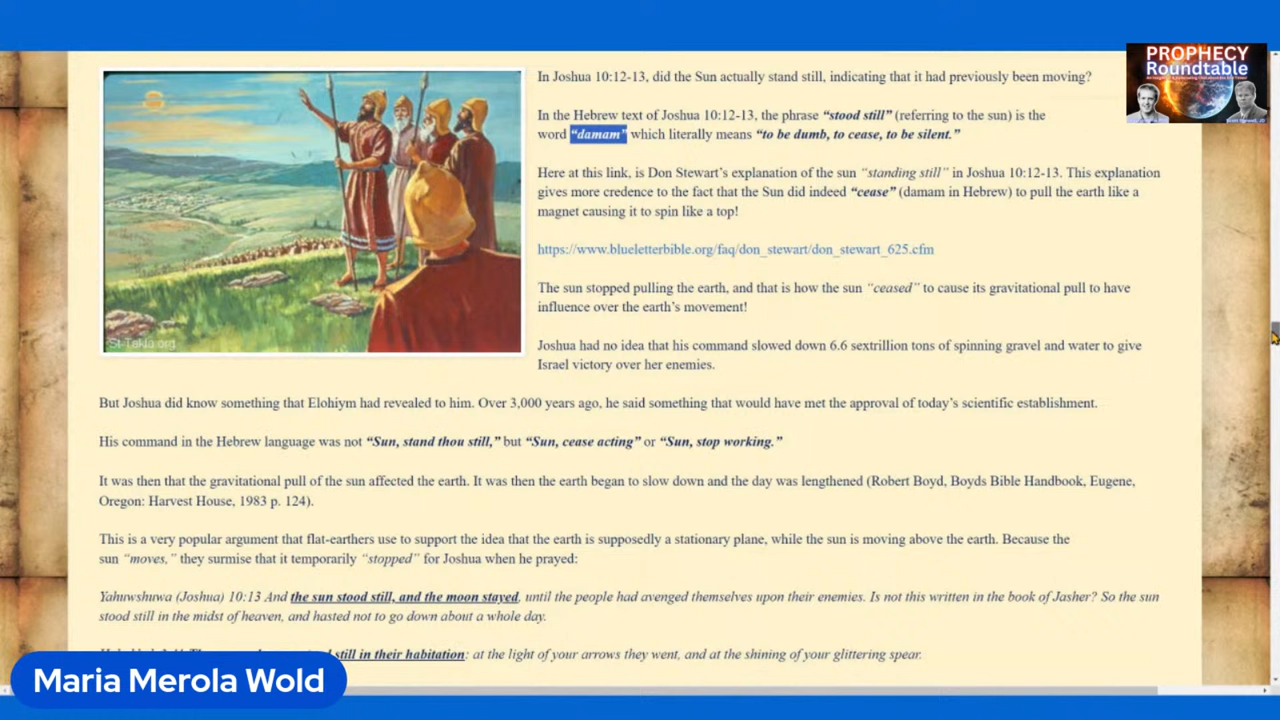 PROPHECY
Roundtable
In Joshua 10:12-13, did the Sun actually stand still, indicating that it had previously been moving?
In the Hebrew text of Joshua 10:12-13, the phrase “stood still” (referring to the sun) is the
word “damam” which literally means “to be dumb, to cease, to be silent.”
Here at this link, is Don Stewart’s explanation of the sun “standing still” in Joshua 10:12-13. This explanation
gives more credence to the fact that the Sun did indeed “cease” (damam in Hebrew) to pull the earth like a
magnet causing it to spin like a top!
https://www.blueletterbible.org/faq/don_stewart/don_stewart_625.cfm
The sun stopped pulling the earth, and that is how the sun “ceased” to cause its gravitational pull to have
influence over the earth’s movement!
Joshua had no idea that his command slowed down 6.6 sextrillion tons of spinning gravel and water to give
Israel victory over her enemies.
St-Takla.org
But Joshua did know something that Elohiym had revealed to him. Over 3,000 years ago, he said something that would have met the approval of today’s scientific establishment.
His command in the Hebrew language was not “Sun, stand thou still,” but “Sun, cease acting” or “Sun, stop working.”
It was then that the gravitational pull of the sun affected the earth. It was then the earth began to slow down and the day was lengthened (Robert Boyd, Boyds Bible Handbook, Eugene,
Oregon: Harvest House, 1983 p. 124).
This is a very popular argument that flat-earthers use to support the idea that the earth is supposedly a stationary plane, while the sun is moving above the earth. Because the
sun “moves,” they surmise that it temporarily “stopped” for Joshua when he prayed:
Yahuwshuwa (Joshua) 10:13 And the sun stood still, and the moon stayed, until the people had avenged themselves upon their enemies. Is not this written in the book of Jasher? So the sun
stood still in the midst of heaven, and hasted not to go down about a whole day.
still in their habitation: at the light of your arrows they went, and at the shining of your glittering spear.
Maria Merola Wold